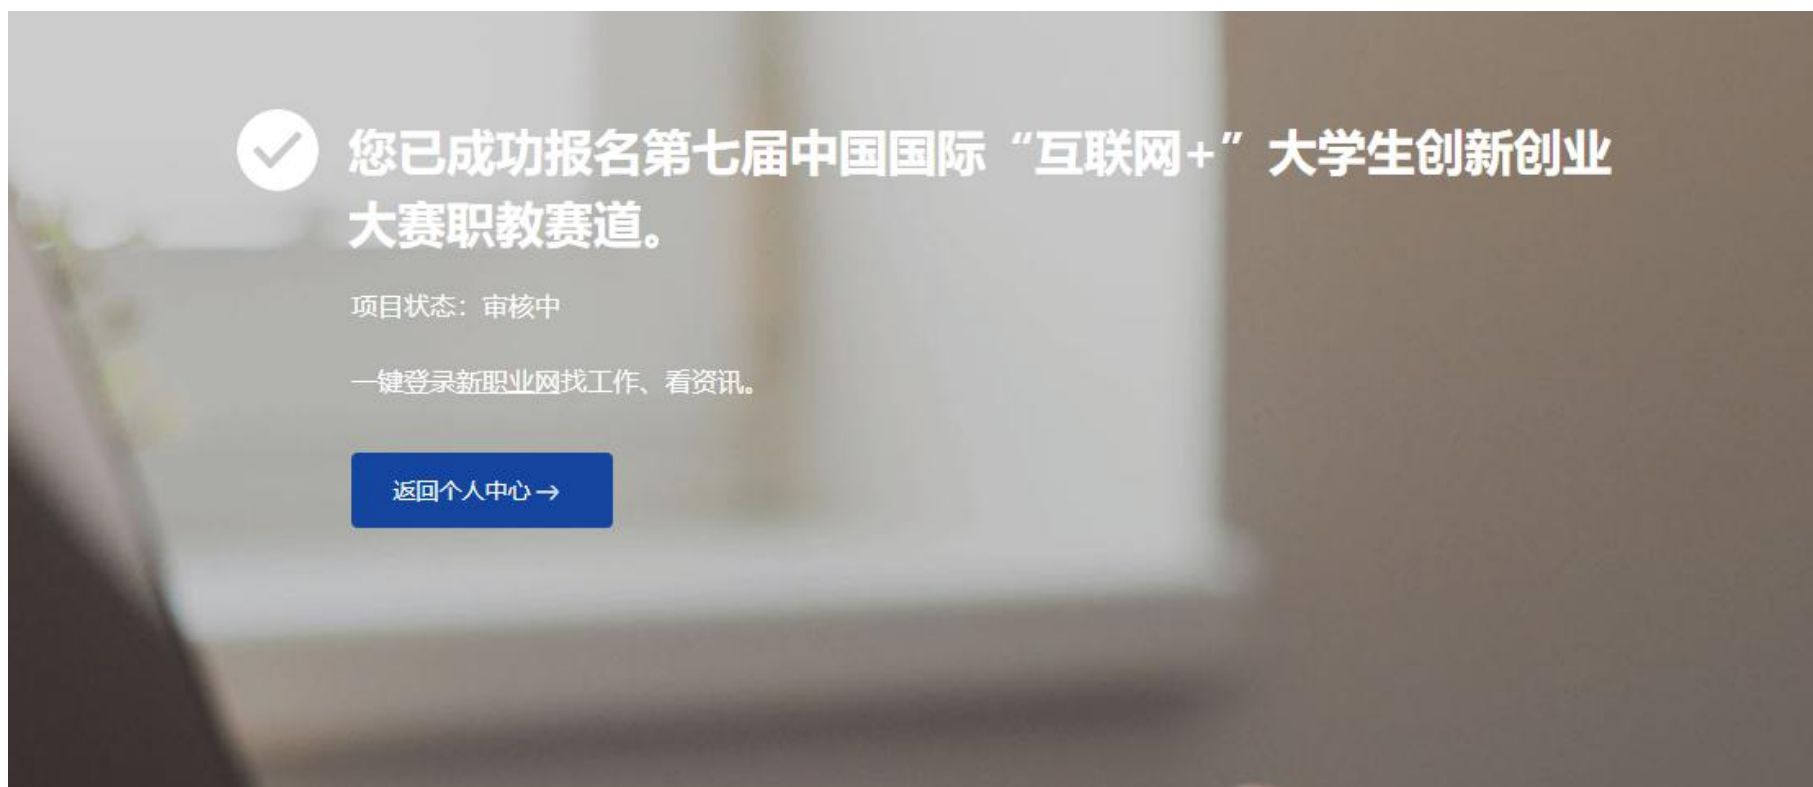 您已成功报名第七届中国国际“互联网+”大学生创新创业
大赛职教赛道。
项目状态：审核中
一键登录新职业网找工作、看资讯。
返回个人中心→